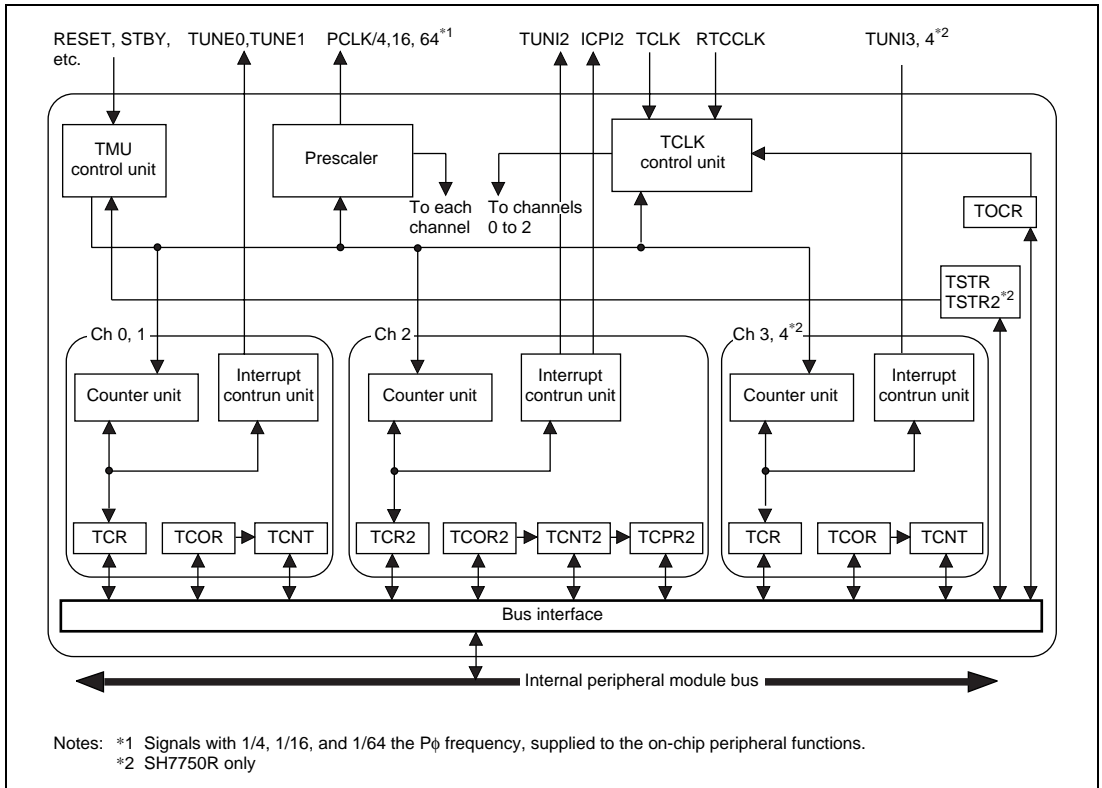 RESET, STBY,
etc.
TUNE0,TUNE1
PCLK/4,16, 64*1
TUNI2
ICPI2
TCLK
RTCCLK
TUNI3, 4*2
TMU
control unit
Prescaler
TCLK
control unit
To each
channel
To channels
0 to 2
TOCR
TSTR
TSTR2*2
Ch 0, 1
Ch 2
Ch 3, 4*2
Counter unit
Interrupt
contrun unit
Counter unit
Interrupt
contrun unit
Counter unit
Interrupt
contrun unit
TCR
TCOR
TCNT
TCR2
TCOR2
TCNT2
TCPR2
TCR
TCOR
TCNT
Bus interface
Internal peripheral module bus
Notes: *1 Signals with 1/4, 1/16, and 1/64 the Pϕ frequency, supplied to the on-chip peripheral functions.
*2 SH7750R only